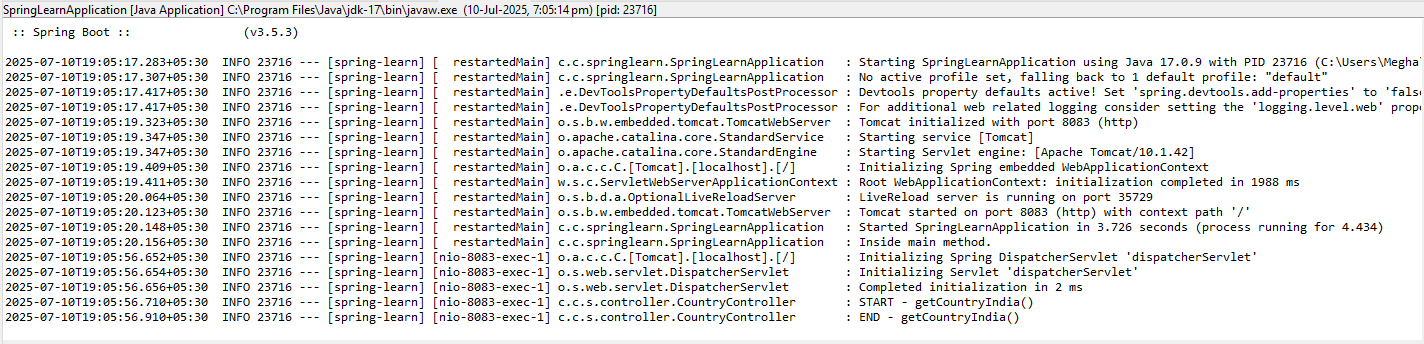 SpringLearnApplication [Java Application] C:\Program Files\Java\jdk-17\bin\javaw.exe (10-Jul-2025, 7:05:14 pm) [pid: 23716]
:: Spring Boot ::                (v3.5.3)
2025-07-10T19:05:17.283+05:30  INFO 23716 --- [spring-learn] [  restartedMain] c.c.springlearn.SpringLearnApplication   : Starting SpringLearnApplication using Java 17.0.9 with PID 23716 (C:\Users\Megha
2025-07-10T19:05:17.307+05:30  INFO 23716 --- [spring-learn] [  restartedMain] c.c.springlearn.SpringLearnApplication   : No active profile set, falling back to 1 default profile: "default"
2025-07-10T19:05:17.417+05:30  INFO 23716 --- [spring-learn] [  restartedMain] .e.DevToolsPropertyDefaultsPostProcessor : Devtools property defaults active! Set 'spring.devtools.add-properties' to 'false
2025-07-10T19:05:17.417+05:30  INFO 23716 --- [spring-learn] [  restartedMain] .e.DevToolsPropertyDefaultsPostProcessor : For additional web related logging consider setting the 'logging.level.web' prope
2025-07-10T19:05:19.323+05:30  INFO 23716 --- [spring-learn] [  restartedMain] o.s.b.w.embedded.tomcat.TomcatWebServer  : Tomcat initialized with port 8083 (http)
2025-07-10T19:05:19.347+05:30  INFO 23716 --- [spring-learn] [  restartedMain] o.apache.catalina.core.StandardService   : Starting service [Tomcat]
2025-07-10T19:05:19.347+05:30  INFO 23716 --- [spring-learn] [  restartedMain] o.apache.catalina.core.StandardEngine    : Starting Servlet engine: [Apache Tomcat/10.1.42]
2025-07-10T19:05:19.409+05:30  INFO 23716 --- [spring-learn] [  restartedMain] o.a.c.c.C.[Tomcat].[localhost].[/]       : Initializing Spring embedded WebApplicationContext
2025-07-10T19:05:19.411+05:30  INFO 23716 --- [spring-learn] [  restartedMain] w.s.c.ServletWebServerApplicationContext : Root WebApplicationContext: initialization completed in 1988 ms
2025-07-10T19:05:20.064+05:30  INFO 23716 --- [spring-learn] [  restartedMain] o.s.b.d.a.OptionalLiveReloadServer       : LiveReload server is running on port 35729
2025-07-10T19:05:20.123+05:30  INFO 23716 --- [spring-learn] [  restartedMain] o.s.b.w.embedded.tomcat.TomcatWebServer  : Tomcat started on port 8083 (http) with context path '/'
2025-07-10T19:05:20.148+05:30  INFO 23716 --- [spring-learn] [  restartedMain] c.c.springlearn.SpringLearnApplication   : Started SpringLearnApplication in 3.726 seconds (process running for 4.434)
2025-07-10T19:05:20.156+05:30  INFO 23716 --- [spring-learn] [  restartedMain] c.c.springlearn.SpringLearnApplication   : Inside main method.
2025-07-10T19:05:56.652+05:30  INFO 23716 --- [spring-learn] [nio-8083-exec-1] o.a.c.c.C.[Tomcat].[localhost].[/]       : Initializing Spring DispatcherServlet 'dispatcherServlet'
2025-07-10T19:05:56.654+05:30  INFO 23716 --- [spring-learn] [nio-8083-exec-1] o.s.web.servlet.DispatcherServlet        : Initializing Servlet 'dispatcherServlet'
2025-07-10T19:05:56.656+05:30  INFO 23716 --- [spring-learn] [nio-8083-exec-1] o.s.web.servlet.DispatcherServlet        : Completed initialization in 2 ms
2025-07-10T19:05:56.710+05:30  INFO 23716 --- [spring-learn] [nio-8083-exec-1] c.c.s.controller.CountryController       : START - getCountryIndia()
2025-07-10T19:05:56.910+05:30  INFO 23716 --- [spring-learn] [nio-8083-exec-1] c.c.s.controller.CountryController       : END - getCountryIndia()